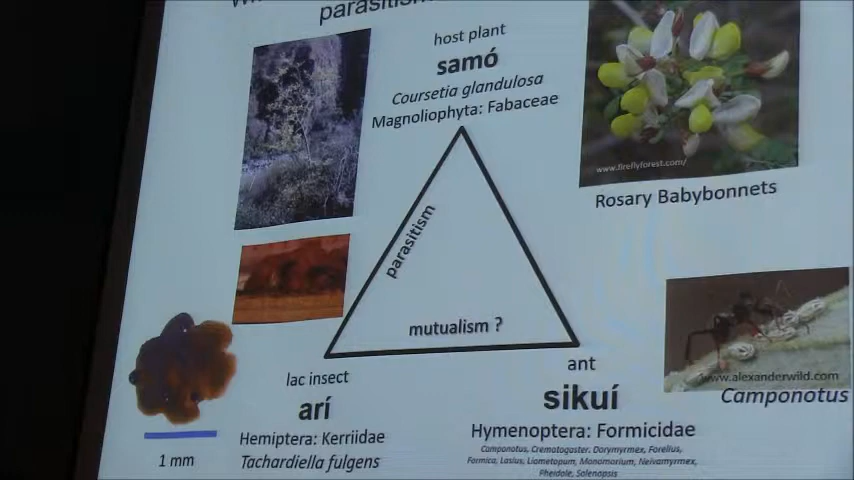 parasitism
host plant
samó
Coursetia glandulosa
Magnoliophyta: Fabaceae
www.fireflyforest.com/
Rosary Babybonnets
parasitism
mutualism ?
www.alexanderwild.com
Camponotus
lac insect
arí
Hemiptera: Kerriidae
Tachardiella fulgens
1 mm
ant
sikuí
Hymenoptera: Formicidae
Camponotus, Crematogaster, Dorymyrmex, Forelius,
Formica, Lasius, Liometopum, Monomorium, Neivamyrmex,
Pheidole, Solenopsis